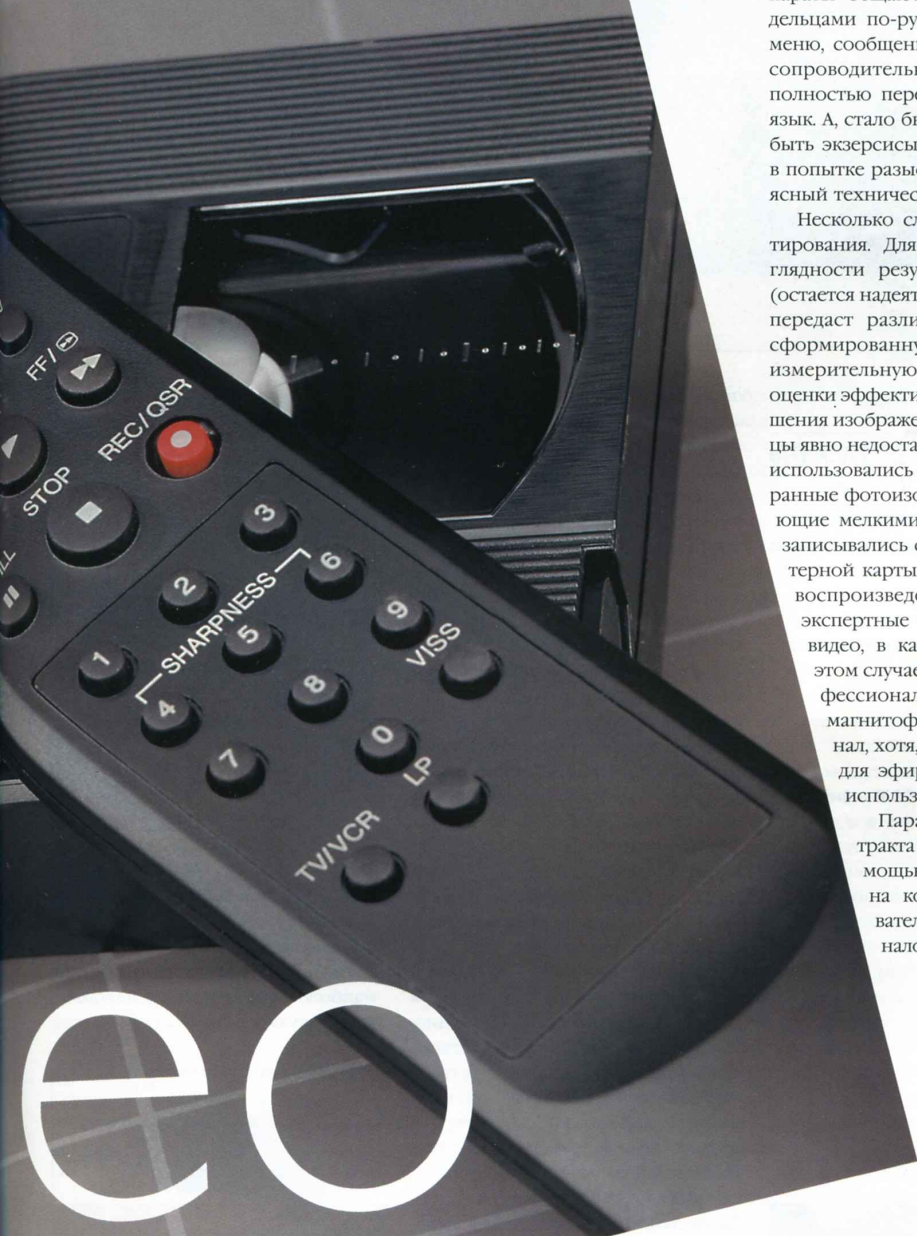 дельцами по-ру
меню, сообщени
сопроводитель
полностью пере
язык. А, стало б
быть экзерсисы
в попытке разыс
ясный техничес
Несколько сл
тирования. Для
глядности резу
(остается надеят
передаст разли
сформированну
измерительную
оценки эффекти
шения изображе
цы явно недоста
использовались
ранные фотоизо
ющие мелкими
записывались с
терной карты
воспроизведе
экспертные
видео, в ка
этом случае
фессионал
магнитоф
нал, хотя,
для эфир
использ
Пара
тракта
мощь
на ко
вател
нало
FF/
REC/QSR
STOP
1
2
3
SHARPNESS
4
5
6
7
8
9
VISS
0
LP
TV/VCR
eo